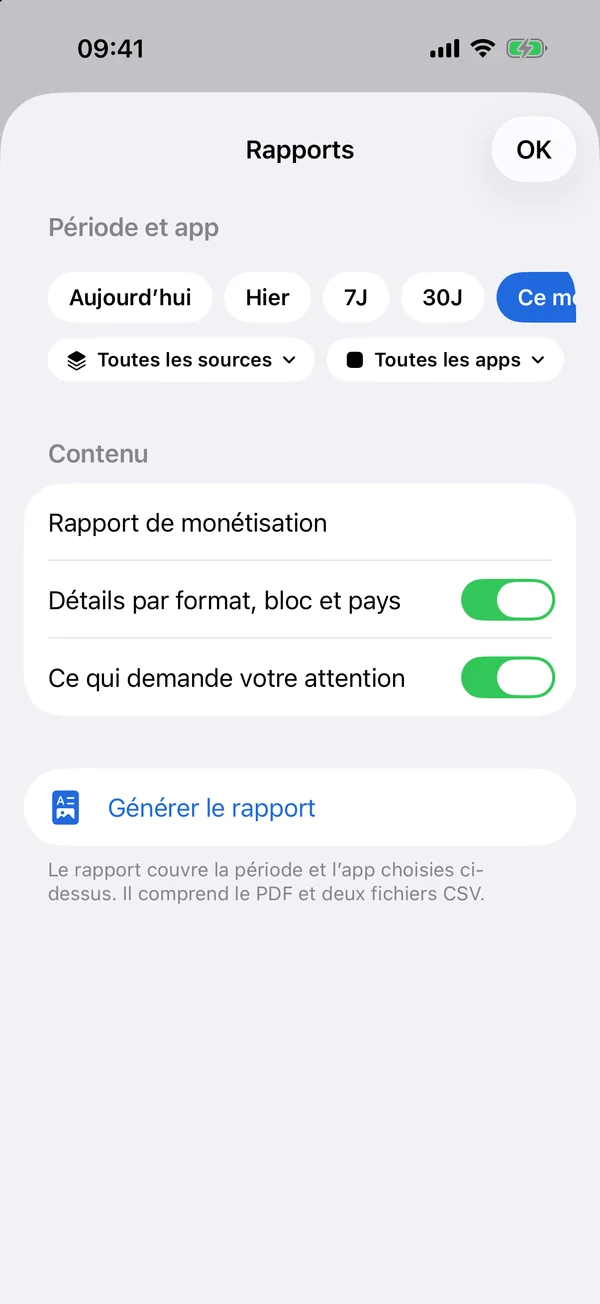 09:41
Rapports
OK
Période et app
Aujourd’hui
Hier
7J
30J
Ce
Toutes les sources
Toutes les apps
Contenu
Rapport de monétisation
Détails par format, bloc et pays
Ce qui demande votre attention
Générer le rapport
Le rapport couvre la période et l’app choisies ci-
dessus. Il comprend le PDF et deux fichiers CSV.